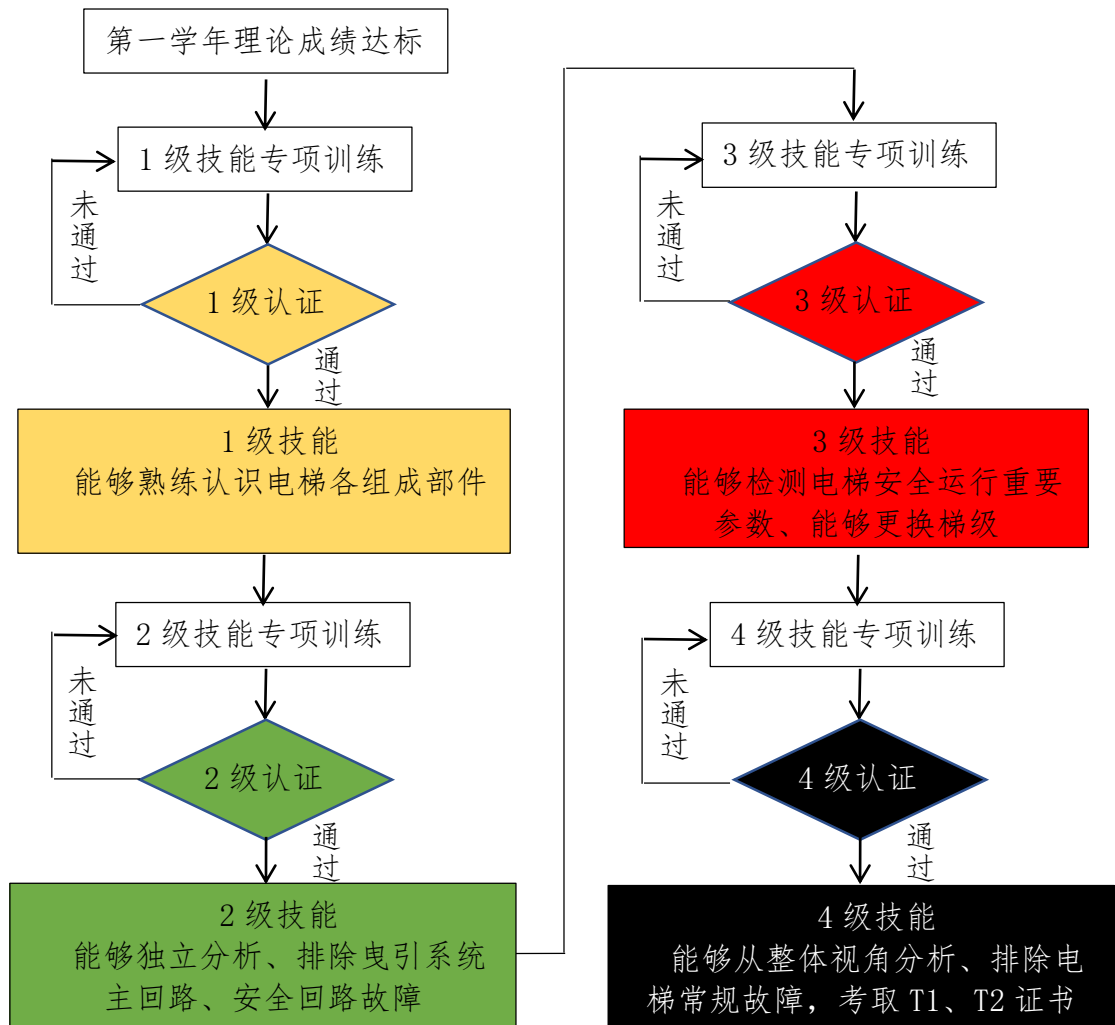 第一学年理论成绩达标
1级技能专项训练
未通过
1级认证
通过
1级技能
能够熟练认识电梯各组成部件
2级技能专项训练
未通过
2级认证
通过
2级技能
能够独立分析、排除曳引系统
主回路、安全回路故障
3级技能专项训练
未通过
3级认证
通过
3级技能
能够检测电梯安全运行重要
参数、能够更换梯级
4级技能专项训练
未通过
4级认证
通过
4级技能
能够从整体视角分析、排除电
梯常规故障，考取 T1、T2 证书